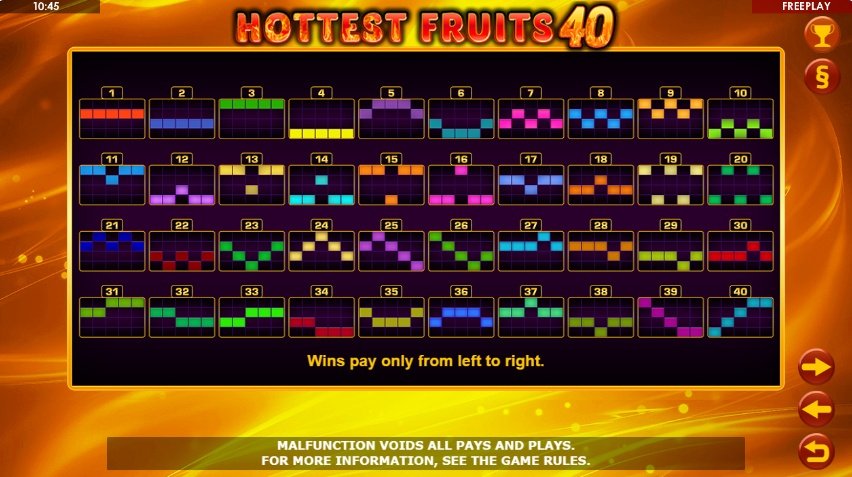 10:45
FREEPLAY
HOTTEST FRUITS 40
§
1 2 3 4 5 6 7 8 9 10
11 12 13 14 15 16 17 18 19 20
21 22 23 24 25 26 27 28 29 30
31 32 33 34 35 36 37 38 39 40
Wins pay only from left to right.
MALFUNCTION VOIDS ALL PAYS AND PLAYS.
FOR MORE INFORMATION, SEE THE GAME RULES.